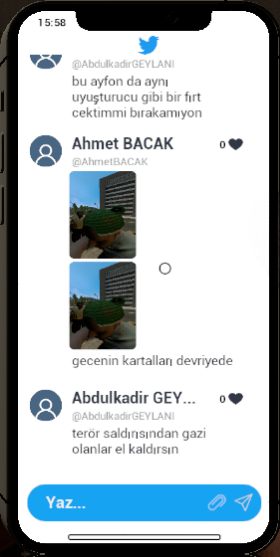 15:58
@AbdulkadirGEYLANI
bu ayfon da aynı
uyuşturucu gibi bir fırt
cektimmi bırakamıyon
Ahmet BACAK 0
@AhmetBACAK
gecenin kartalları devriyede
Abdulkadir GEY... 0
@AbdulkadirGEYLANI
terör saldırısından gazi
olanlar el kaldırsın
Yaz...